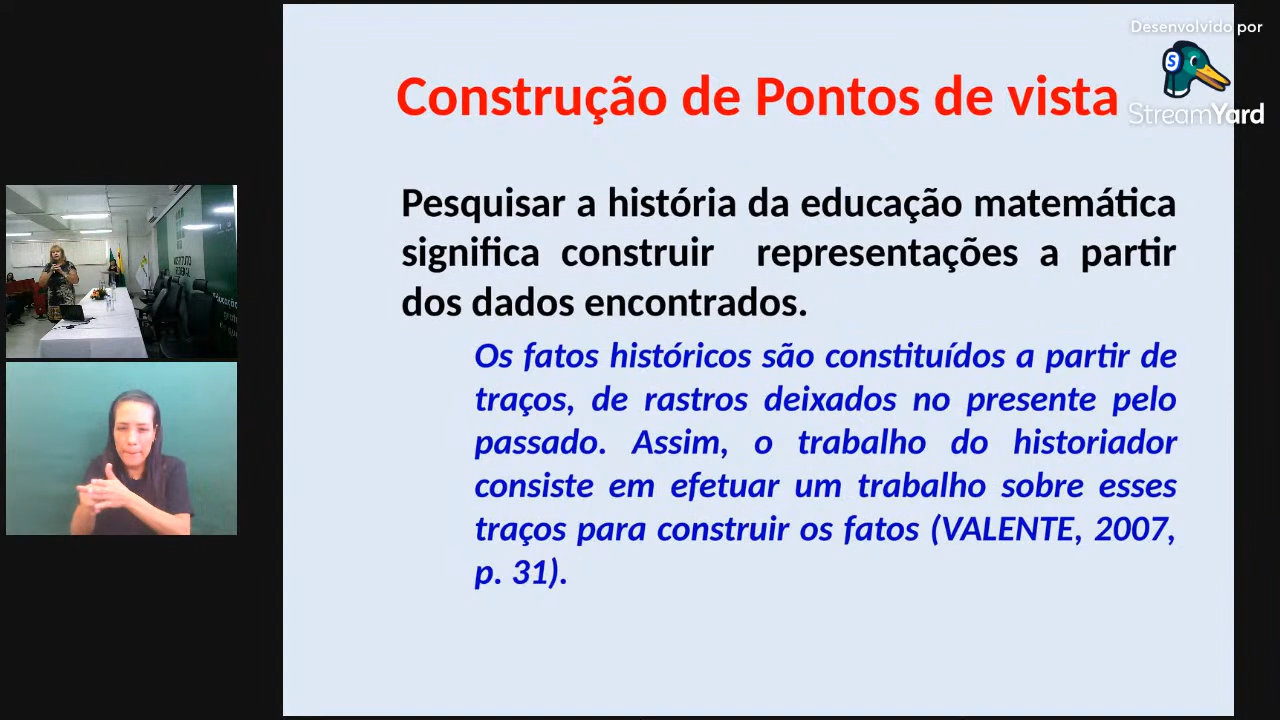 Desenvolvido por
StreamYard
Construção de Pontos de vista
Pesquisar a história da educação matemática
significa construir representações a partir
dos dados encontrados.
Os fatos históricos são constituídos a partir de
traços, de rastros deixados no presente pelo
passado. Assim, o trabalho do historiador
consiste em efetuar um trabalho sobre esses
traços para construir os fatos (VALENTE, 2007,
p. 31).